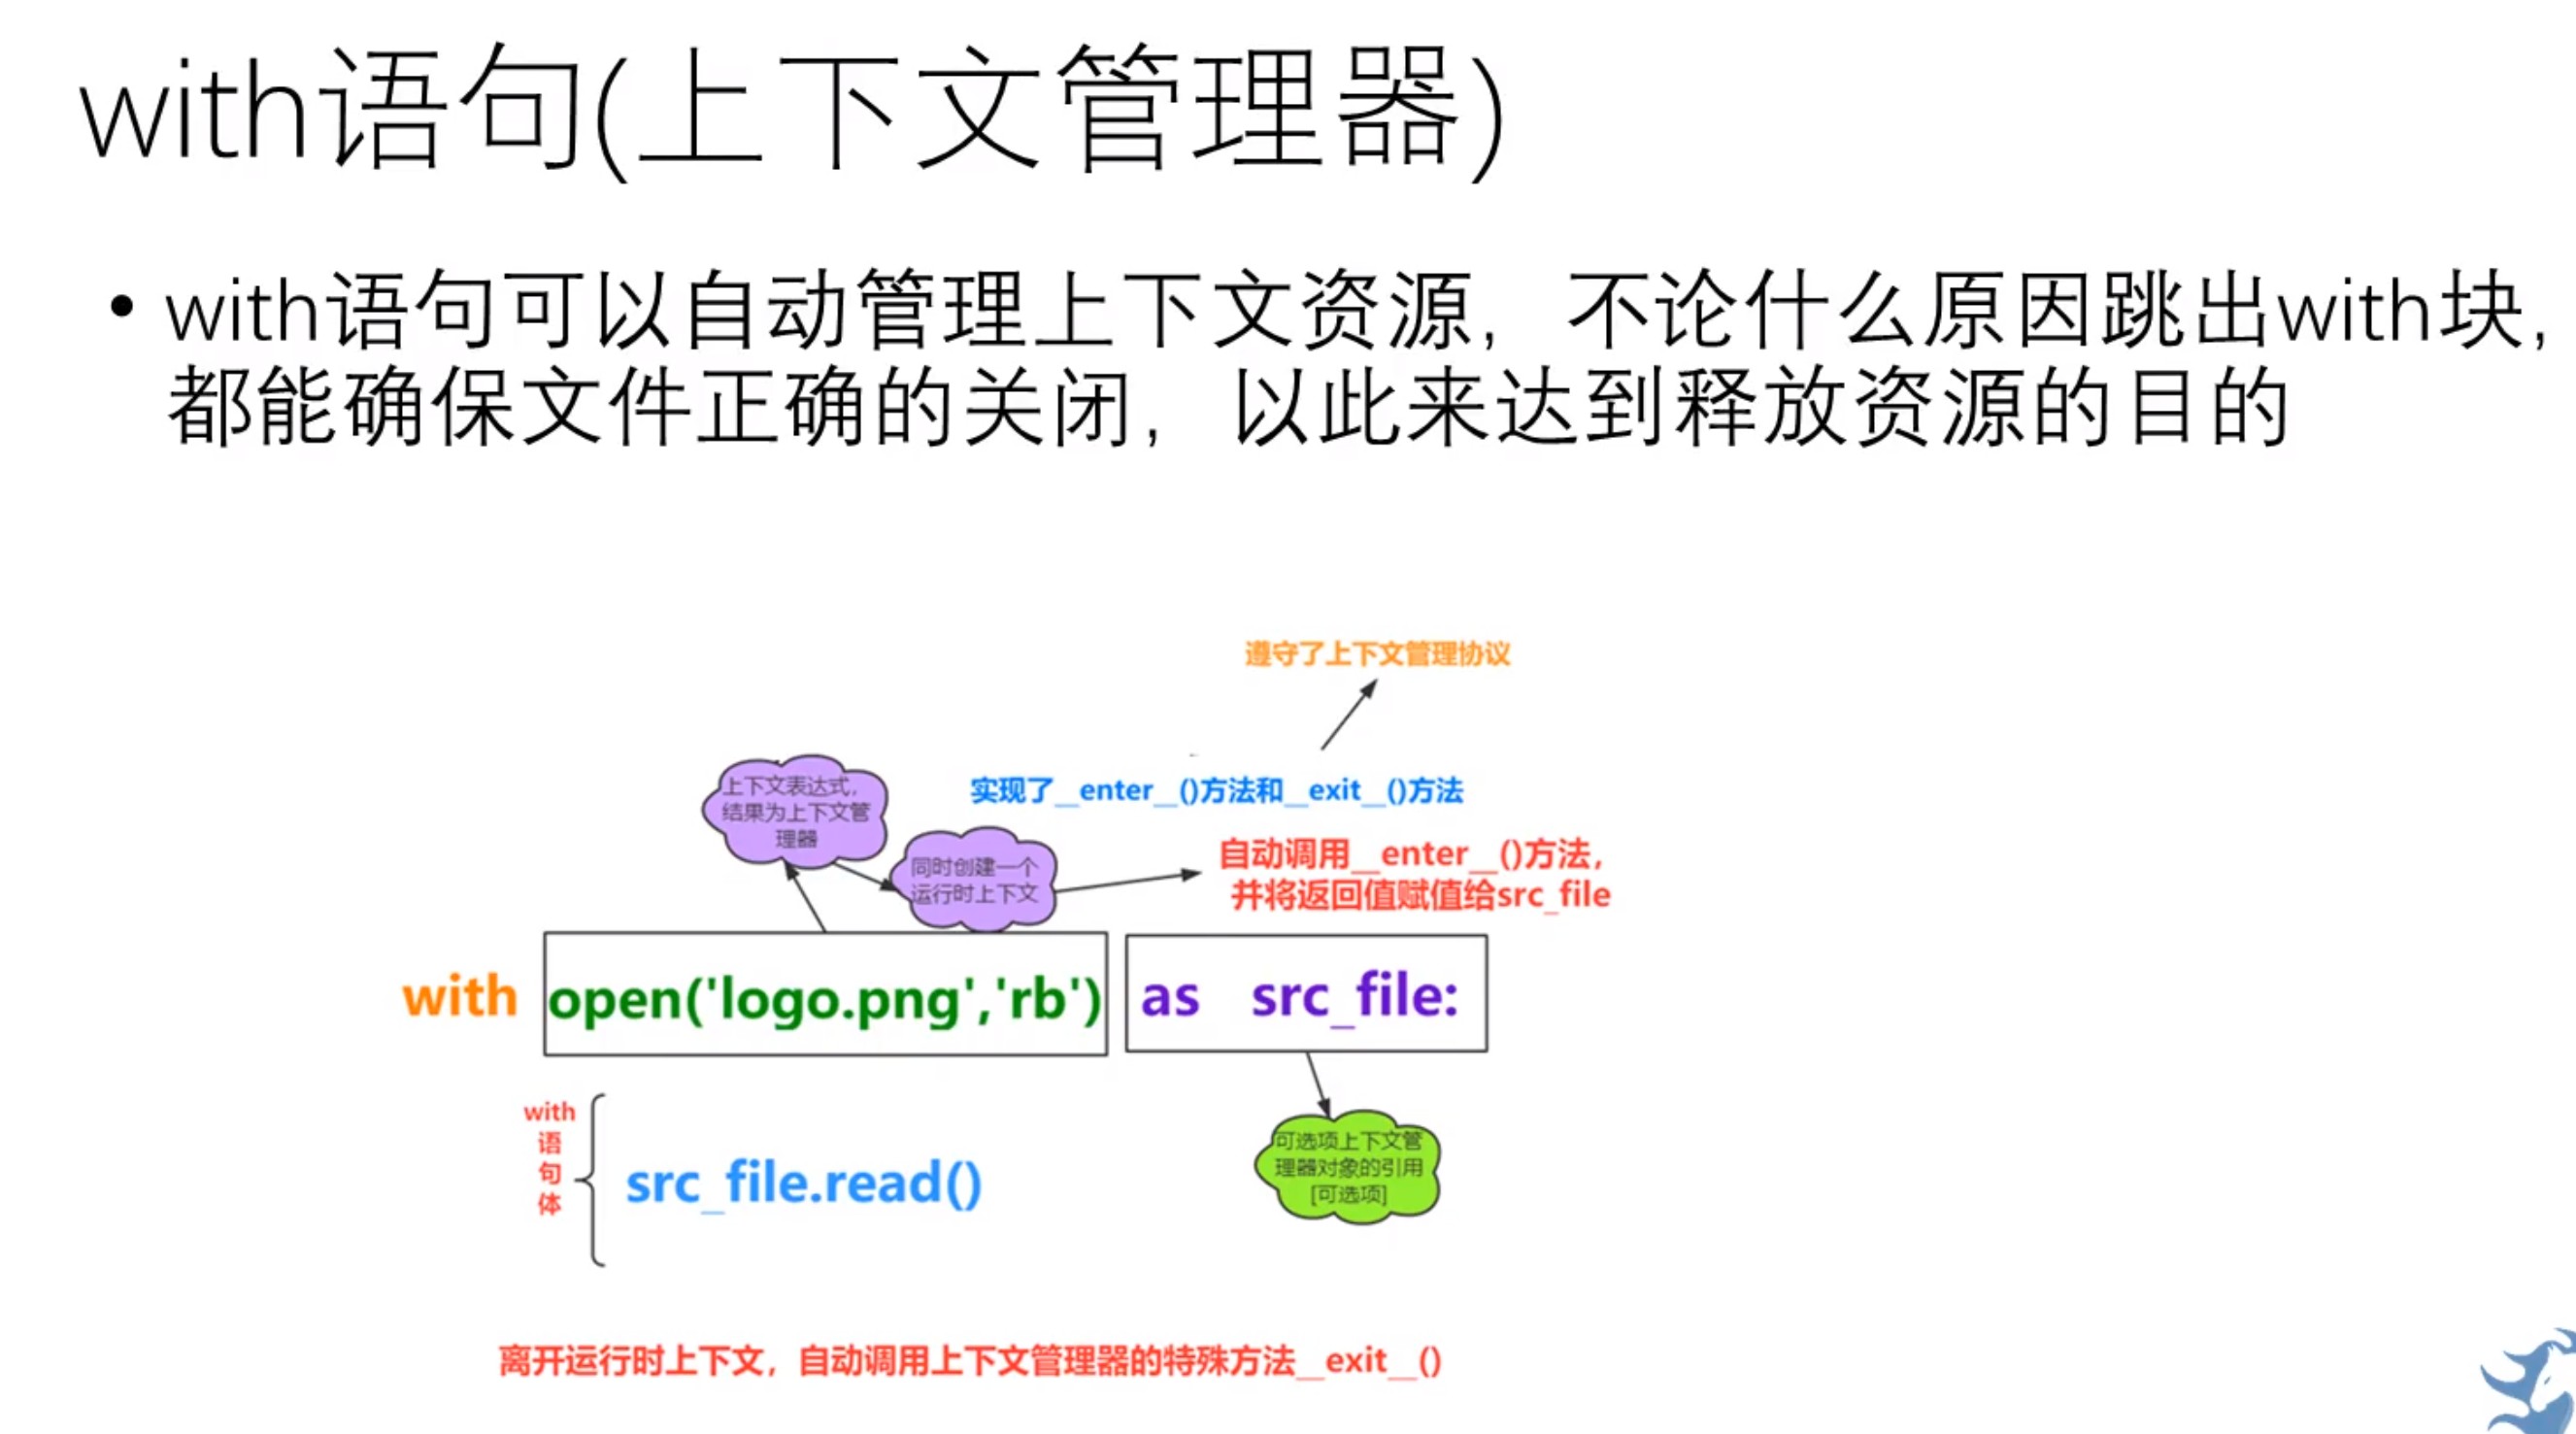 with语句(上下文管理器)
• with语句可以自动管理上下文资源，不论什么原因跳出with块，
都能确保文件正确的关闭，以此来达到释放资源的目的
遵守了上下文管理协议
上下文表达式，
结果为上下文管
理器
实现了__enter__()方法和__exit__()方法
同时创建一个
运行时上下文
自动调用__enter__()方法，
并将返回值赋值给src_file
with open('logo.png','rb') as src_file:
with
语
句
体
src_file.read()
可选项上下文管
理器对象的引用
[可选项]
离开运行时上下文，自动调用上下文管理器的特殊方法__exit__()